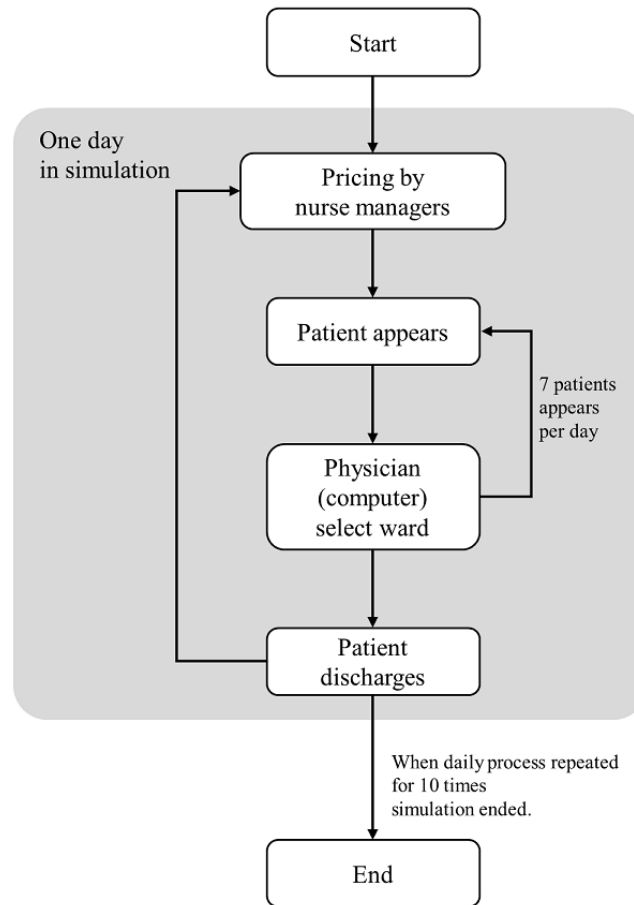 Start
One day
in simulation
Pricing by
nurse managers
Patient appears
7 patients
appears
per day
Physician
(computer)
select ward
Patient
discharges
When daily process repeated
for 10 times
simulation ended.
End